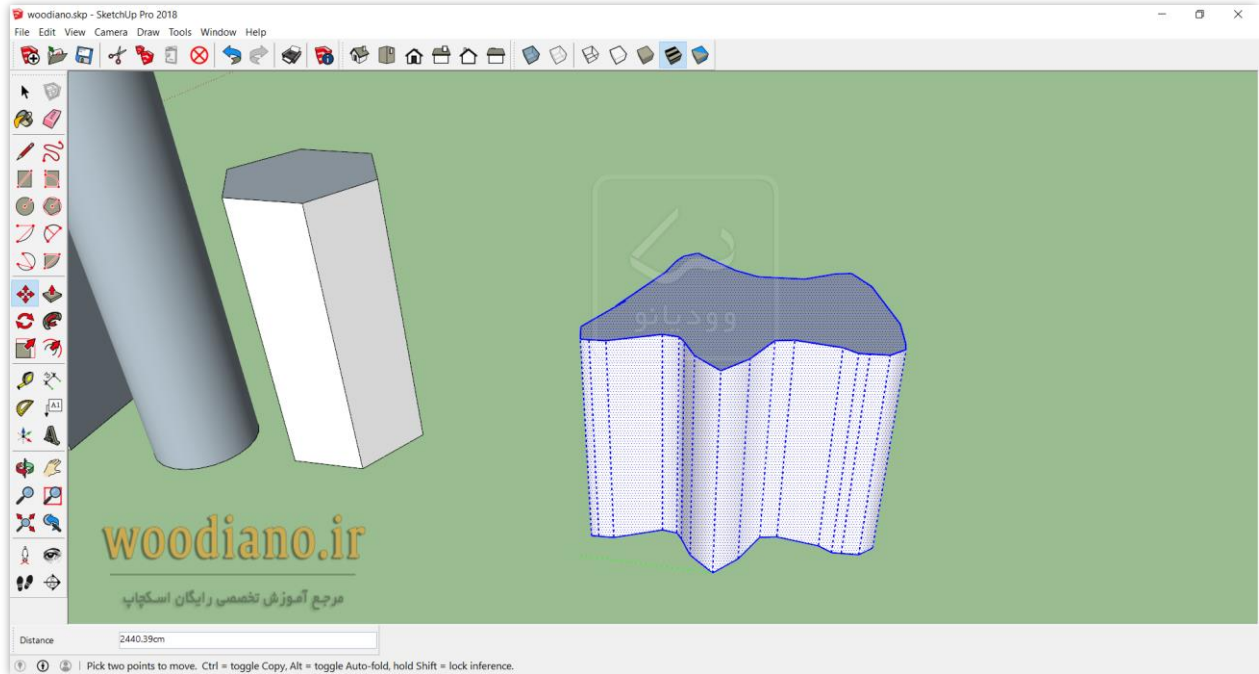 woodiano.skp - SketchUp Pro 2018
File Edit View Camera Draw Tools Window Help
A1
وودیانو
woodiano.ir
مرجع آموزش تخصصی رایگان اسکچاپ
Distance 2440.39cm
Pick two points to move. Ctrl = toggle Copy, Alt = toggle Auto-fold, hold Shift = lock inference.